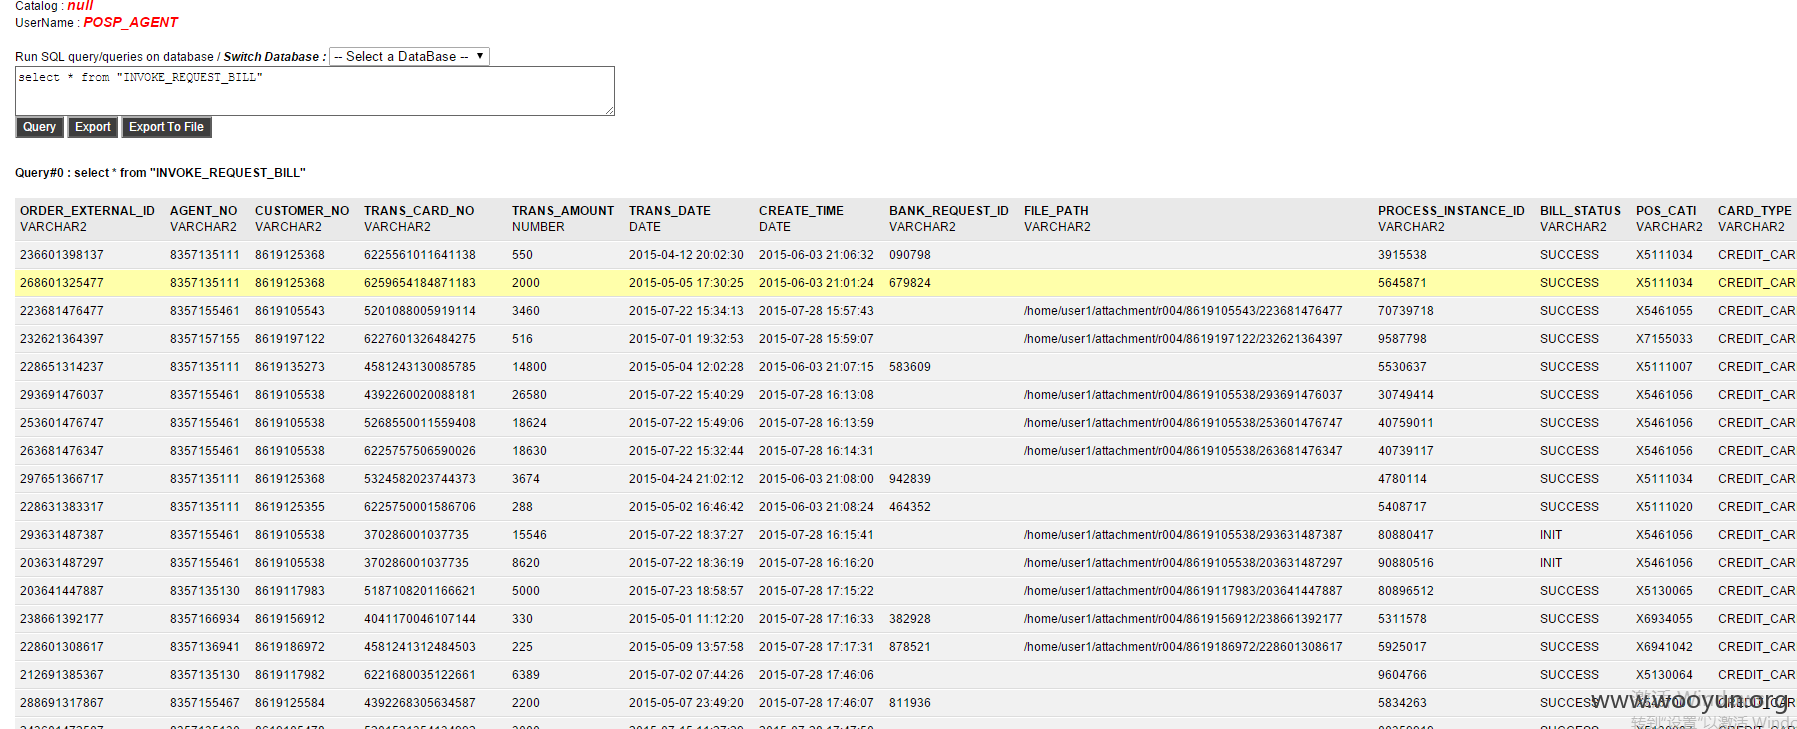 Catalog : null
UserName : POSP_AGENT
Run SQL query/queries on database / Switch Database : -- Select a DataBase --
select * from "INVOKE_REQUEST_BILL"
Query Export Export To File
Query#0 : select * from "INVOKE_REQUEST_BILL"
ORDER_EXTERNAL_ID AGENT_NO CUSTOMER_NO TRANS_CARD_NO TRANS_AMOUNT TRANS_DATE CREATE_TIME BANK_REQUEST_ID FILE_PATH PROCESS_INSTANCE_ID BILL_STATUS POS_CATI CARD_TYPE
VARCHAR2 VARCHAR2 VARCHAR2 VARCHAR2 NUMBER DATE DATE VARCHAR2 VARCHAR2 VARCHAR2 VARCHAR2 VARCHAR2 VARCHAR2
236601398137 8357135111 8619125368 6225561011641138 550 2015-04-12 20:02:30 2015-06-03 21:06:32 090798 3915538 SUCCESS X5111034 CREDIT_CAR
268601325477 8357135111 8619125368 6259654184871183 2000 2015-05-05 17:30:25 2015-06-03 21:01:24 679824 5645871 SUCCESS X5111034 CREDIT_CAR
223681476477 8357155461 8619105543 5201088005919114 3460 2015-07-22 15:34:13 2015-07-28 15:57:43 /home/user1/attachment/r004/8619105543/223681476477 70739718 SUCCESS X5461055 CREDIT_CAR
232621364397 8357157155 8619197122 6227601326484275 516 2015-07-01 19:32:53 2015-07-28 15:59:07 /home/user1/attachment/r004/8619197122/232621364397 9587798 SUCCESS X7155033 CREDIT_CAR
228651314237 8357135111 8619135273 4581243130085785 14800 2015-05-04 12:02:28 2015-06-03 21:07:15 583609 5530637 SUCCESS X5111007 CREDIT_CAR
293691476037 8357155461 8619105538 4392260020088181 26580 2015-07-22 15:40:29 2015-07-28 16:13:08 /home/user1/attachment/r004/8619105538/293691476037 30749414 SUCCESS X5461056 CREDIT_CAR
253601476747 8357155461 8619105538 5268550011559408 18624 2015-07-22 15:49:06 2015-07-28 16:13:59 /home/user1/attachment/r004/8619105538/253601476747 40759011 SUCCESS X5461056 CREDIT_CAR
263681476347 8357155461 8619105538 6225757506590026 18630 2015-07-22 15:32:44 2015-07-28 16:14:31 /home/user1/attachment/r004/8619105538/263681476347 40739117 SUCCESS X5461056 CREDIT_CAR
297651366717 8357135111 8619125368 5324582023744373 3674 2015-04-24 21:02:12 2015-06-03 21:08:00 942839 4780114 SUCCESS X5111034 CREDIT_CAR
228631383317 8357135111 8619125355 6225750001586706 288 2015-05-02 16:46:42 2015-06-03 21:08:24 464352 5408717 SUCCESS X5111020 CREDIT_CAR
293631487387 8357155461 8619105538 370286001037735 15546 2015-07-22 18:37:27 2015-07-28 16:15:41 /home/user1/attachment/r004/8619105538/293631487387 80880417 INIT X5461056 CREDIT_CAR
203631487297 8357155461 8619105538 370286001037735 8620 2015-07-22 18:36:19 2015-07-28 16:16:20 /home/user1/attachment/r004/8619105538/203631487297 90880516 INIT X5461056 CREDIT_CAR
203641447887 8357135130 8619117983 5187108201166621 5000 2015-07-23 18:58:57 2015-07-28 17:15:22 /home/user1/attachment/r004/8619117983/203641447887 80896512 SUCCESS X5130065 CREDIT_CAR
238661392177 8357166934 8619156912 4041170046107144 330 2015-05-01 11:12:20 2015-07-28 17:16:33 382928 /home/user1/attachment/r004/8619156912/238661392177 5311578 SUCCESS X6934055 CREDIT_CAR
228601308617 8357136941 8619186972 4581241312484503 225 2015-05-09 13:57:58 2015-07-28 17:17:31 878521 /home/user1/attachment/r004/8619186972/228601308617 5925017 SUCCESS X6941042 CREDIT_CAR
212691385367 8357135130 8619117982 6221680035122661 6389 2015-07-02 07:44:26 2015-07-28 17:46:06 9604766 SUCCESS X5130064 CREDIT_CAR
288691317867 8357155467 8619125584 4392268305634587 2200 2015-05-07 23:49:20 2015-07-28 17:46:07 811936 5834263 SUCCESS
www.wooyun.org
激活 Windows
转到"设置"以激活 Windo